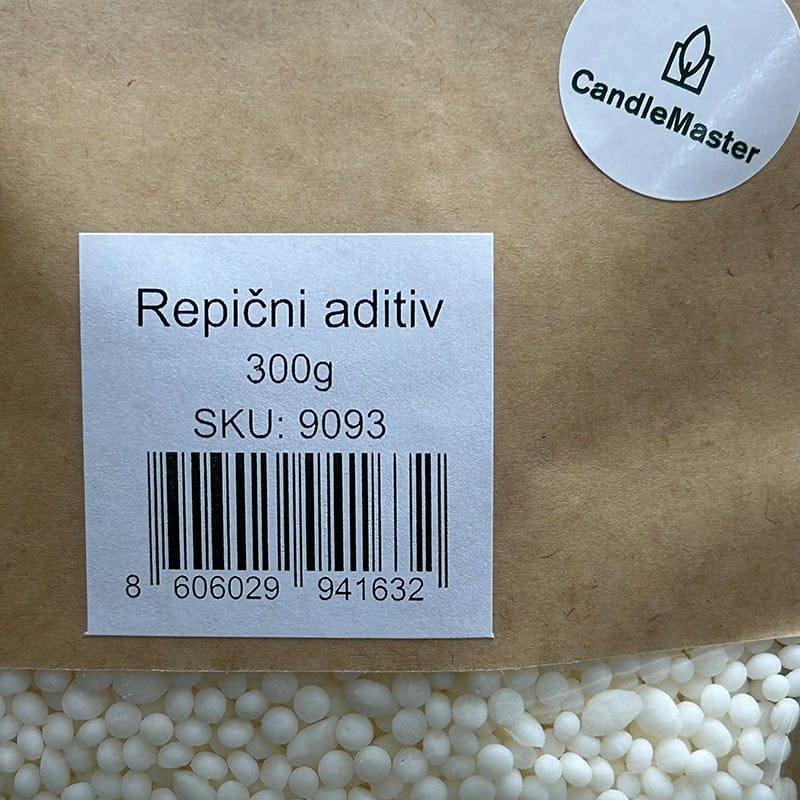 CandleMaster
Repični aditiv
300g
SKU: 9093
8 606029 941632